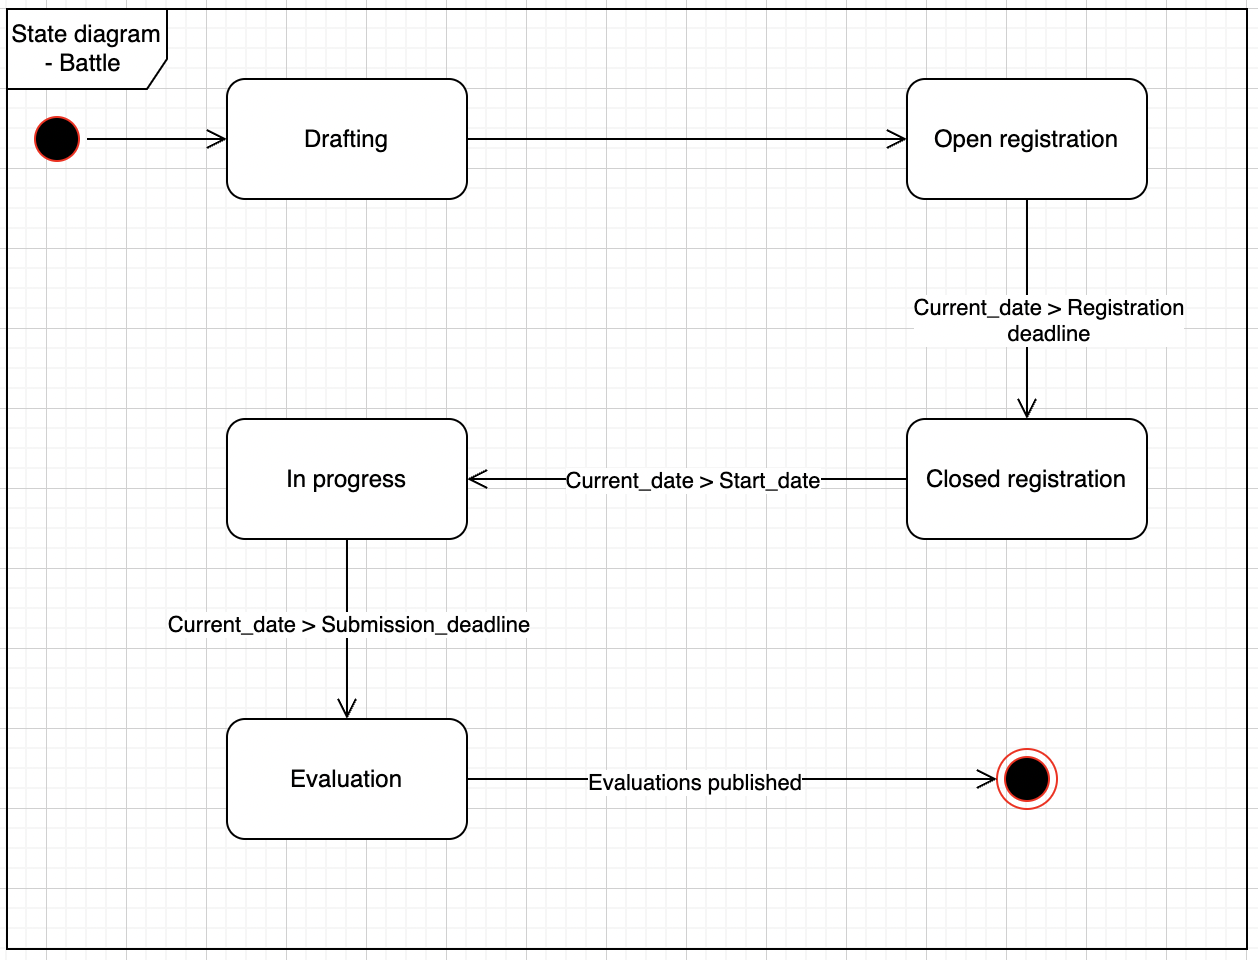 State diagram
- Battle
Drafting
Open registration
Current_date > Registration
deadline
In progress
Current_date > Start_date
Closed registration
Current_date > Submission_deadline
Evaluation
Evaluations published